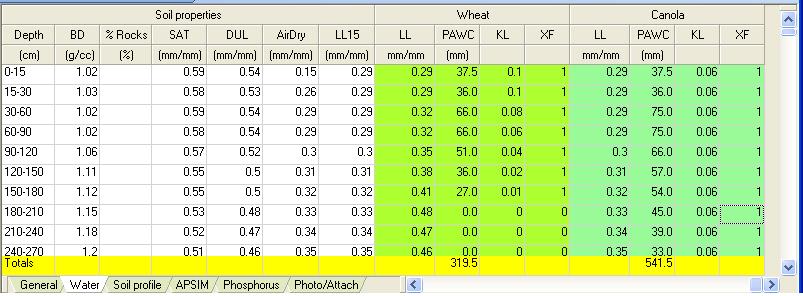 Soil properties Wheat Canola
Depth BD % Rocks SAT DUL AirDry LL15 LL PAWC KL XF LL PAWC KL XF
(cm) (g/cc) (%) (mm/mm) (mm/mm) (mm/mm) (mm/mm) mm/mm (mm) mm/mm (mm)
0-15 1.02 0.59 0.54 0.15 0.29 0.29 37.5 0.1 1 0.29 37.5 0.06 1
15-30 1.03 0.58 0.53 0.26 0.29 0.29 36.0 0.1 1 0.29 36.0 0.06 1
30-60 1.02 0.59 0.54 0.29 0.29 0.32 66.0 0.08 1 0.29 75.0 0.06 1
60-90 1.02 0.58 0.54 0.29 0.29 0.32 66.0 0.06 1 0.29 75.0 0.06 1
90-120 1.06 0.57 0.52 0.3 0.3 0.35 51.0 0.04 1 0.3 66.0 0.06 1
120-150 1.11 0.55 0.5 0.31 0.31 0.38 36.0 0.02 1 0.31 57.0 0.06 1
150-180 1.12 0.55 0.5 0.32 0.32 0.41 27.0 0.01 1 0.32 54.0 0.06 1
180-210 1.15 0.53 0.48 0.33 0.33 0.48 0.0 0 0 0.33 45.0 0.06 1
210-240 1.18 0.52 0.47 0.34 0.34 0.47 0.0 0 0 0.34 39.0 0.06 1
240-270 1.2 0.51 0.46 0.35 0.35 0.46 0.0 0 0 0.35 33.0 0.06 1
Totals 319.5 541.5
General Water Soil profile APSIM Phosphorus Photo/Attach